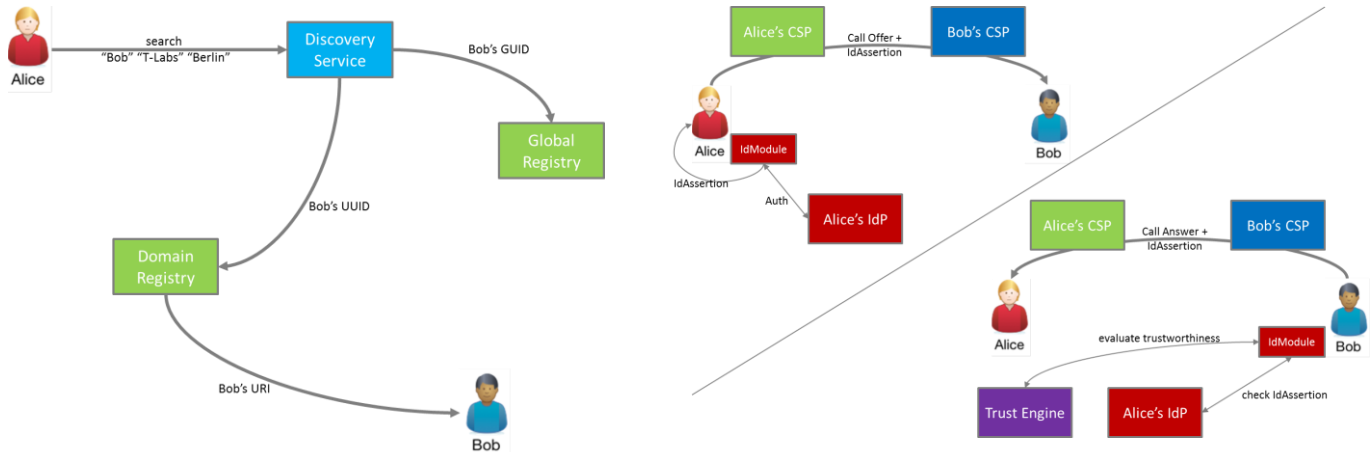 search
"Bob" "T-Labs" "Berlin"
Alice
Discovery
Service
Bob's GUID
Global
Registry
Bob's UUID
Domain
Registry
Bob's URI
Bob
Alice's CSP
Call Offer +
IdAssertion
Bob's CSP
Alice
IdModule
Bob
IdAssertion
Auth
Alice's IdP
Alice's CSP
Call Answer +
IdAssertion
Bob's CSP
Alice
Bob
evaluate trustworthiness
IdModule
check IdAssertion
Trust Engine
Alice's IdP